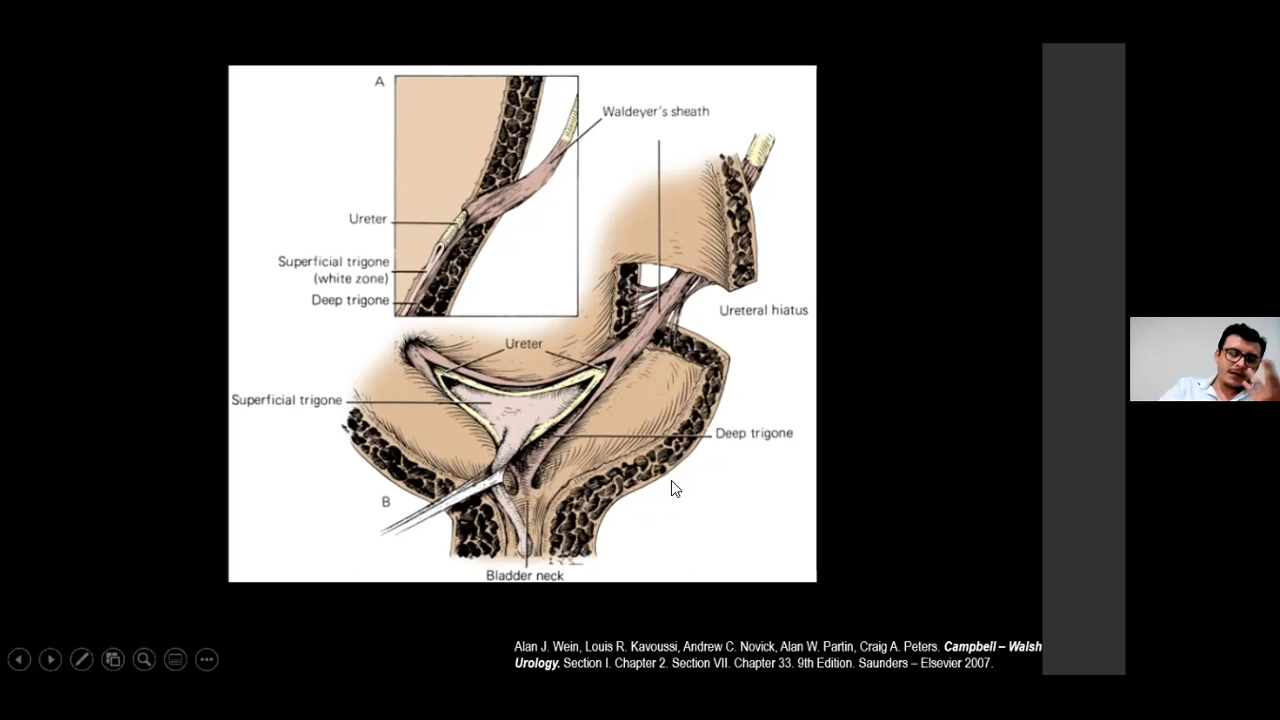 A
Waldeyer's sheath
Ureter
Superficial trigone
(white zone)
Deep trigone
Ureteral hiatus
Ureter
Superficial trigone
Deep trigone
B
Bladder neck
Alan J. Wein, Louis R. Kavoussi, Andrew C. Novick, Alan W. Partin, Craig A. Peters. Campbell – Walsh
Urology. Section I. Chapter 2. Section VII. Chapter 33. 9th Edition. Saunders – Elsevier 2007.